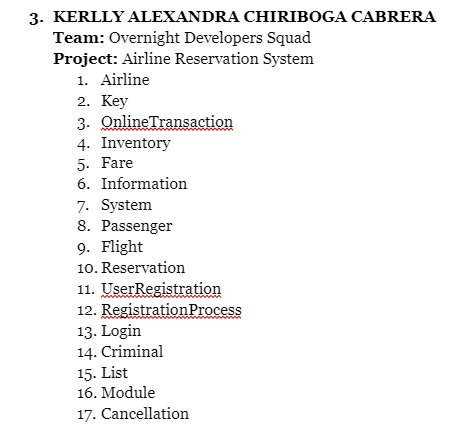 3. KERLLY ALEXANDRA CHIRIBOGA CABRERA
Team: Overnight Developers Squad
Project: Airline Reservation System
1. Airline
2. Key
3. OnlineTransaction
4. Inventory
5. Fare
6. Information
7. System
8. Passenger
9. Flight
10. Reservation
11. UserRegistration
12. RegistrationProcess
13. Login
14. Criminal
15. List
16. Module
17. Cancellation